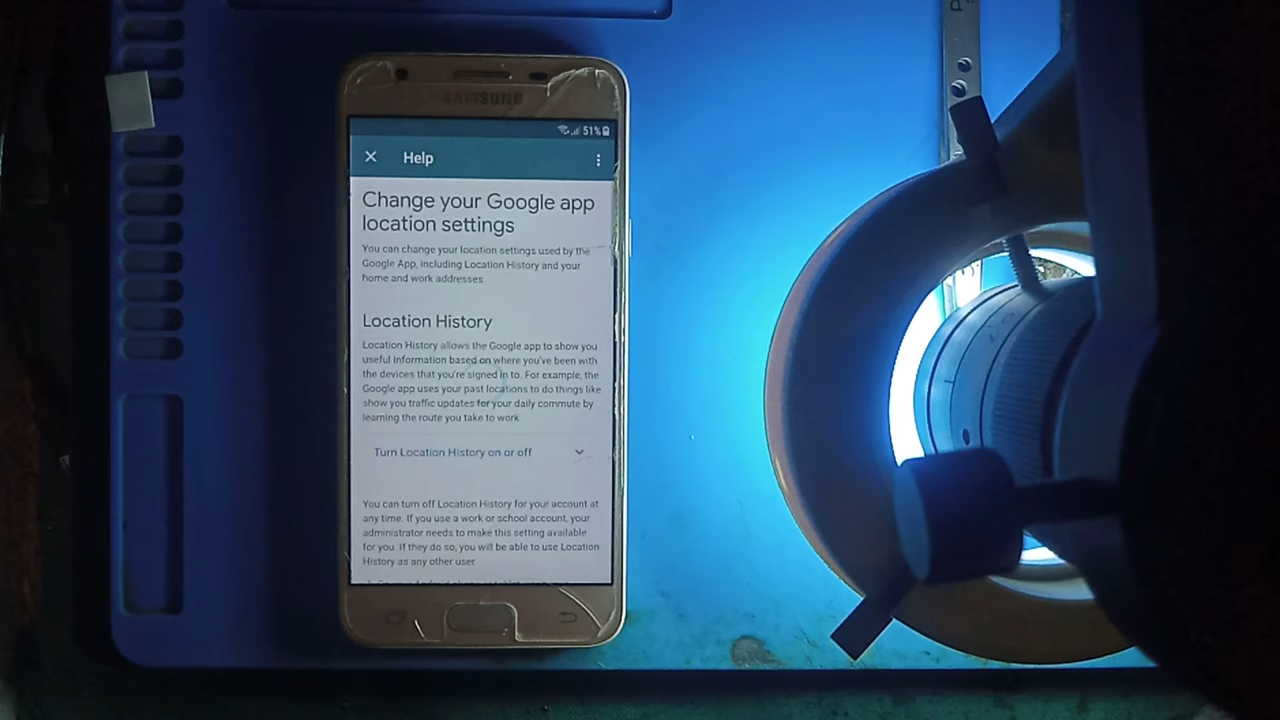 SAMSUNG
51%
Help
Change your Google app
location settings
You can change your location settings used by the
Google App, including Location History and your
home and work addresses.
Location History
Location History allows the Google app to show you
useful information based on where you've been with
the devices that you're signed in to. For example, the
Google app uses your past locations to do things like
show you traffic updates for your daily commute by
learning the route you take to work.
Turn Location History on or off
You can turn off Location History for your account at
any time. If you use a work or school account, your
administrator needs to make this setting available
for you. If they do so, you will be able to use Location
History as any other user.